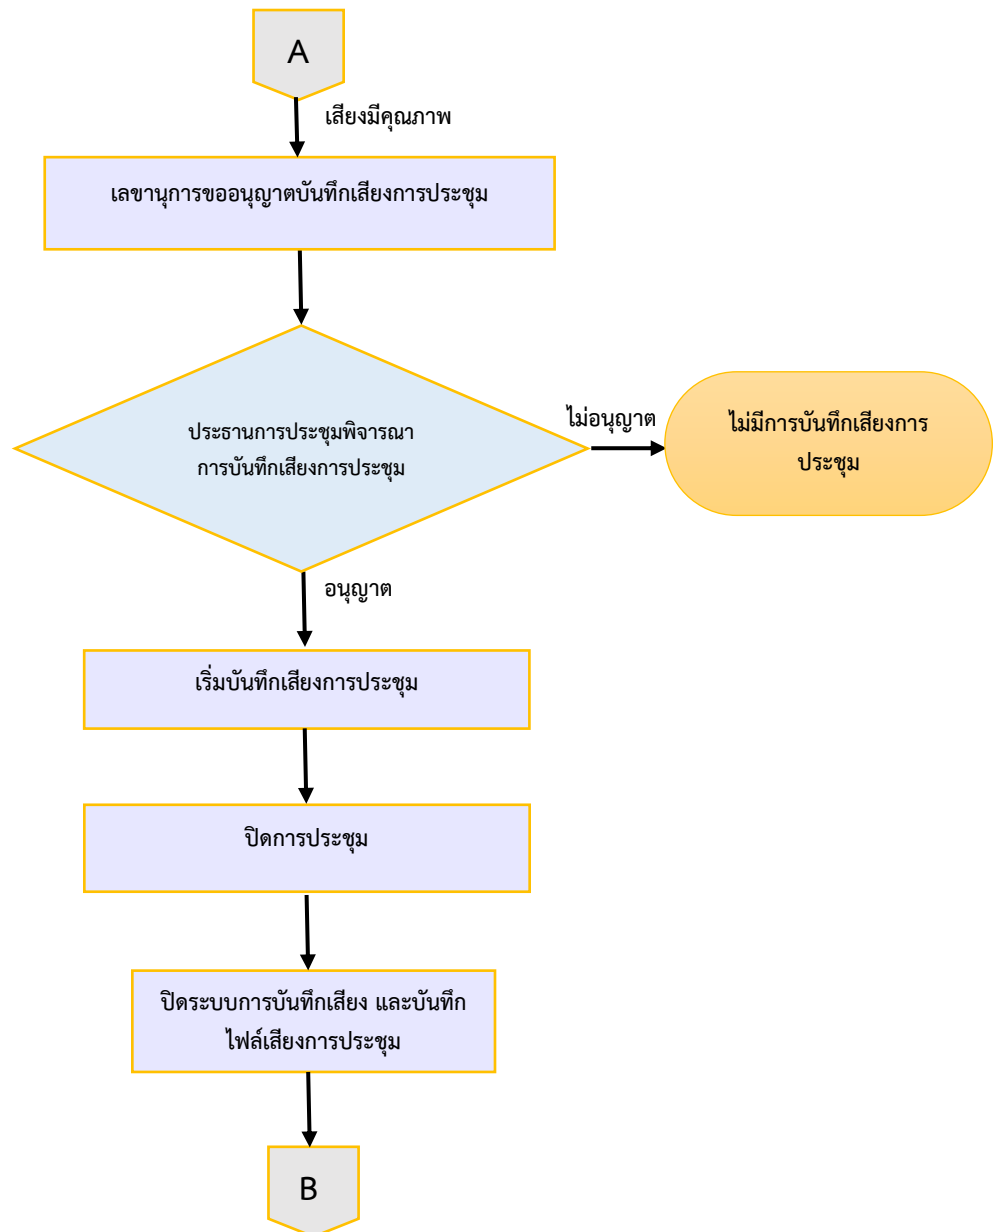 A
เสียงมีคุณภาพ
เลขานุการขออนุญาตบันทึกเสียงการประชุม
ประธานการประชุมพิจารณา
การบันทึกเสียงการประชุม
ไม่อนุญาต
ไม่มีการบันทึกเสียงการ
ประชุม
อนุญาต
เริ่มบันทึกเสียงการประชุม
ปิดการประชุม
ปิดระบบการบันทึกเสียง และบันทึก
ไฟล์เสียงการประชุม
B